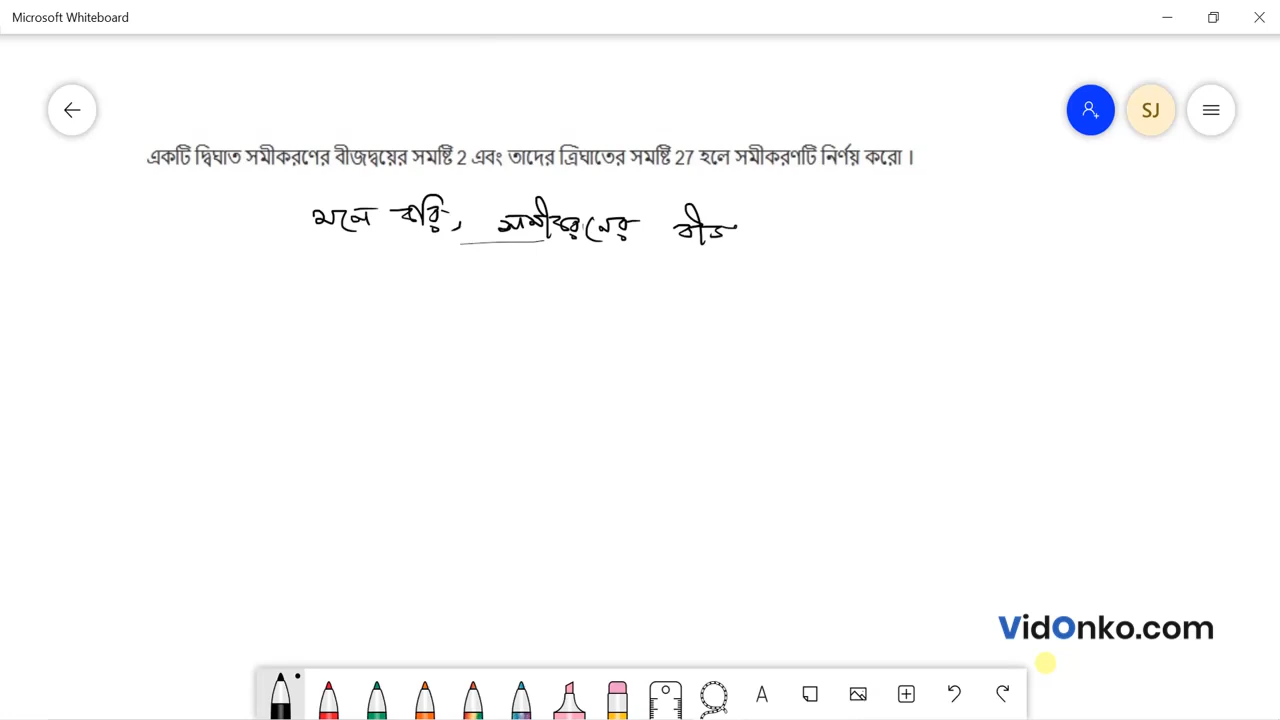 Microsoft Whiteboard
SJ
একটি দ্বিঘাত সমীকরণের বীজদ্বয়ের সমষ্টি 2 এবং তাদের ত্রিঘাতের সমষ্টি 27 হলে সমীকরণটি নির্ণয় করো ।
মনে করি, সমীকরনের বীজ
VidOnko.com
A